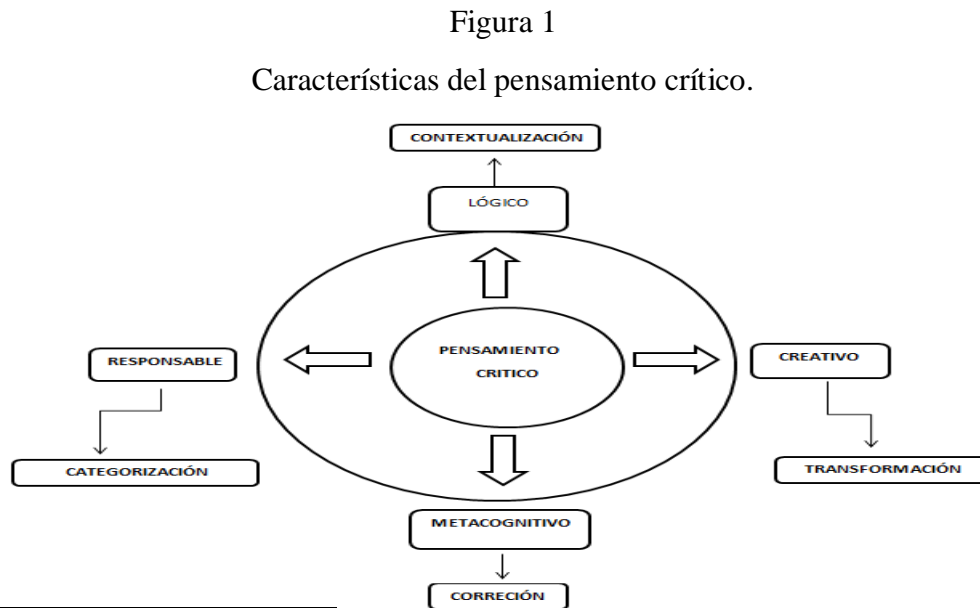 Figura 1
Características del pensamiento crítico.
CONTEXTUALIZACIÓN
LÓGICO
RESPONSABLE
PENSAMIENTO
CRITICO
CREATIVO
CATEGORIZACIÓN
TRANSFORMACIÓN
METACOGNITIVO
CORRECIÓN